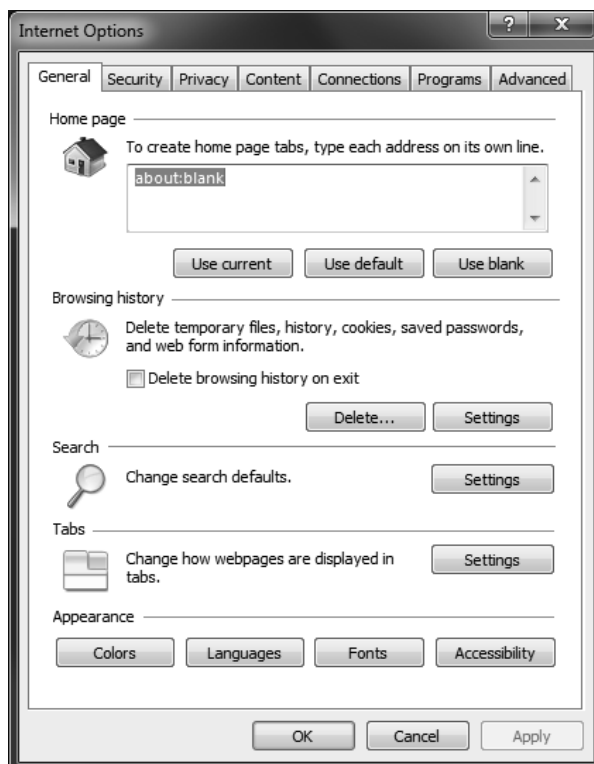 Internet Options
?
X
General Security Privacy Content Connections Programs Advanced
Home page
To create home page tabs, type each address on its own line.
about:blank
Use current Use default Use blank
Browsing history
Delete temporary files, history, cookies, saved passwords,
and web form information.
Delete browsing history on exit
Delete... Settings
Search
Change search defaults.
Settings
Tabs
Change how webpages are displayed in
tabs.
Settings
Appearance
Colors Languages Fonts Accessibility
OK Cancel Apply